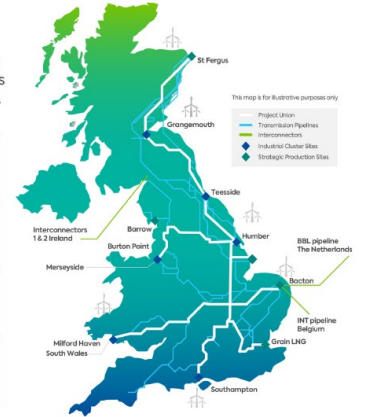 s
St Fergus
This map is for illustrative purposes only
Project Union
Transmission Pipelines
Interconnectors
Industrial Cluster Sites
Strategic Production Sites
Grangemouth
Teesside
Interconnectors
1 & 2 Ireland
Barrow
Burton Point
Merseyside
Humber
BBL pipeline
The Netherlands
Bacton
INT pipeline
Belgium
Milford Haven
South Wales
Grain LNG
Southampton